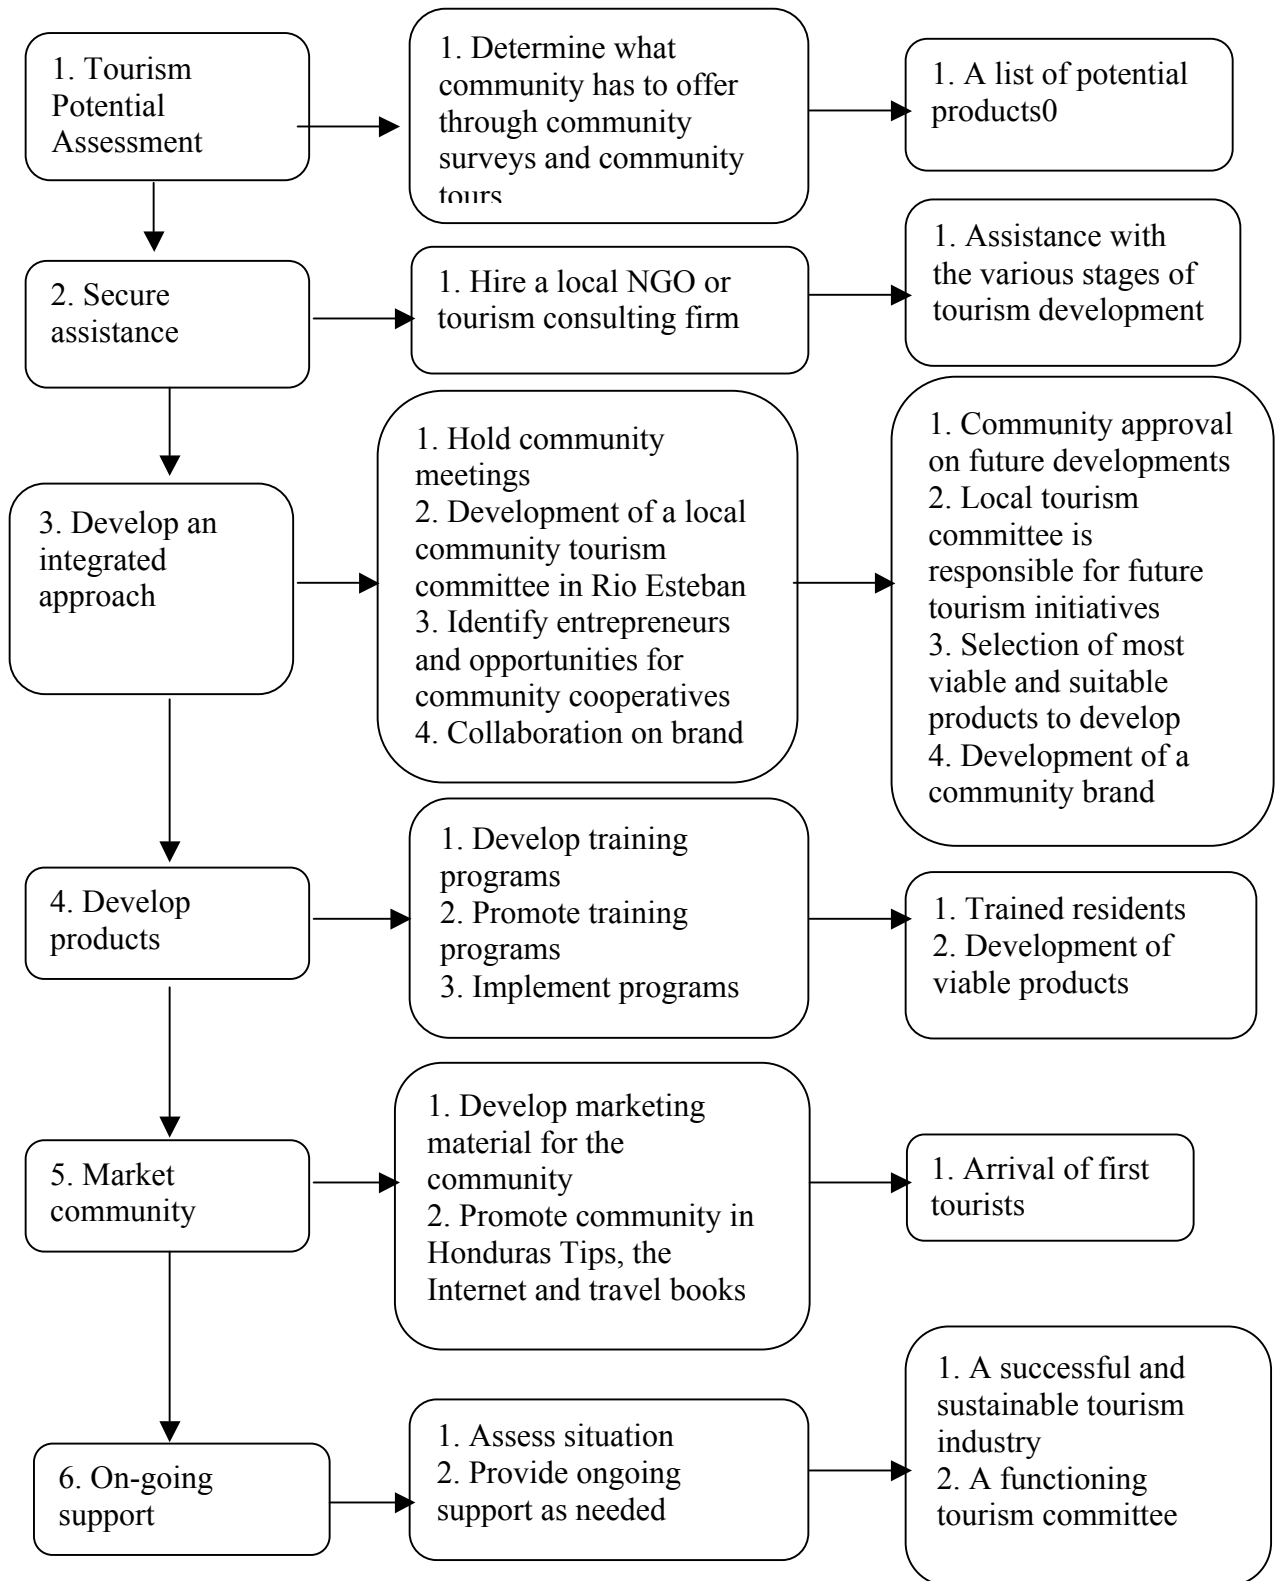 1. Tourism
Potential
Assessment
1. Determine what
community has to offer
through community
surveys and community
tours
1. A list of potential
products0
2. Secure
assistance
1. Hire a local NGO or
tourism consulting firm
1. Assistance with
the various stages of
tourism development
3. Develop an
integrated
approach
1. Hold community
meetings
2. Development of a local
community tourism
committee in Rio Esteban
3. Identify entrepreneurs
and opportunities for
community cooperatives
4. Collaboration on brand
1. Community approval
on future developments
2. Local tourism
committee is
responsible for future
tourism initiatives
3. Selection of most
viable and suitable
products to develop
4. Development of a
community brand
4. Develop
products
1. Develop training
programs
2. Promote training
programs
3. Implement programs
1. Trained residents
2. Development of
viable products
5. Market
community
1. Develop marketing
material for the
community
2. Promote community in
Honduras Tips, the
Internet and travel books
1. Arrival of first
tourists
6. On-going
support
1. Assess situation
2. Provide ongoing
support as needed
1. A successful and
sustainable tourism
industry
2. A functioning
tourism committee